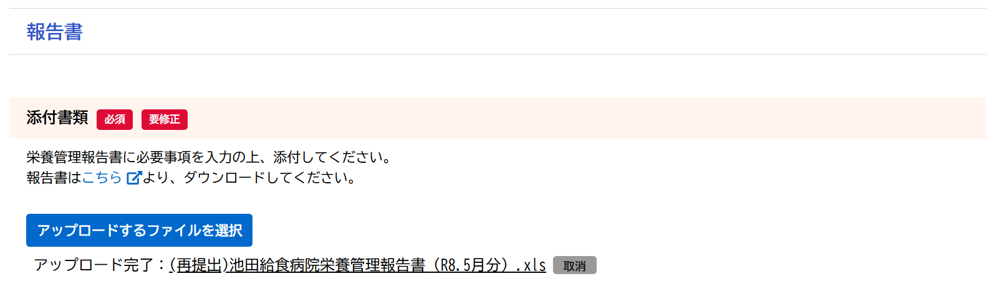 報告書
添付書類 必須 要修正
栄養管理報告書に必要事項を入力の上、添付してください。
報告書はこちら より、ダウンロードしてください。
アップロードするファイルを選択
アップロード完了：(再提出)池田給食病院栄養管理報告書（R8.5月分）.xls 取消